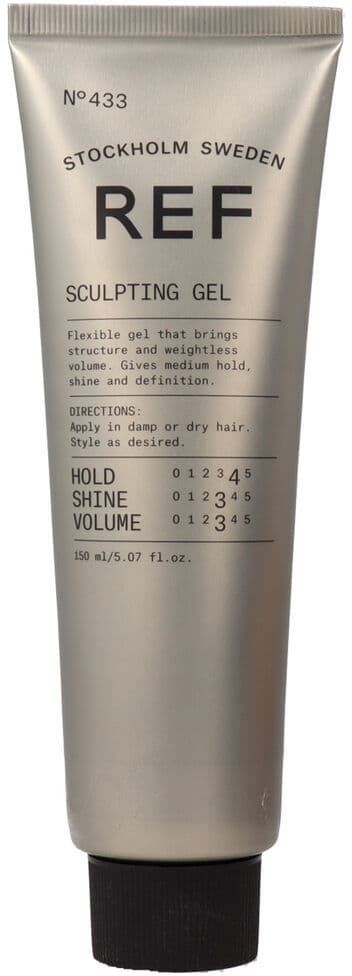 Nº433
STOCKHOLM SWEDEN
REF
SCULPTING GEL
Flexible gel that brings
structure and weightless
volume. Gives medium hold,
shine and definition.
DIRECTIONS:
Apply in damp or dry hair.
Style as desired.
HOLD 0 1 2 3 4 5
SHINE 0 1 2 3 4 5
VOLUME 0 1 2 3 4 5
150 ml/5.07 fl.oz.